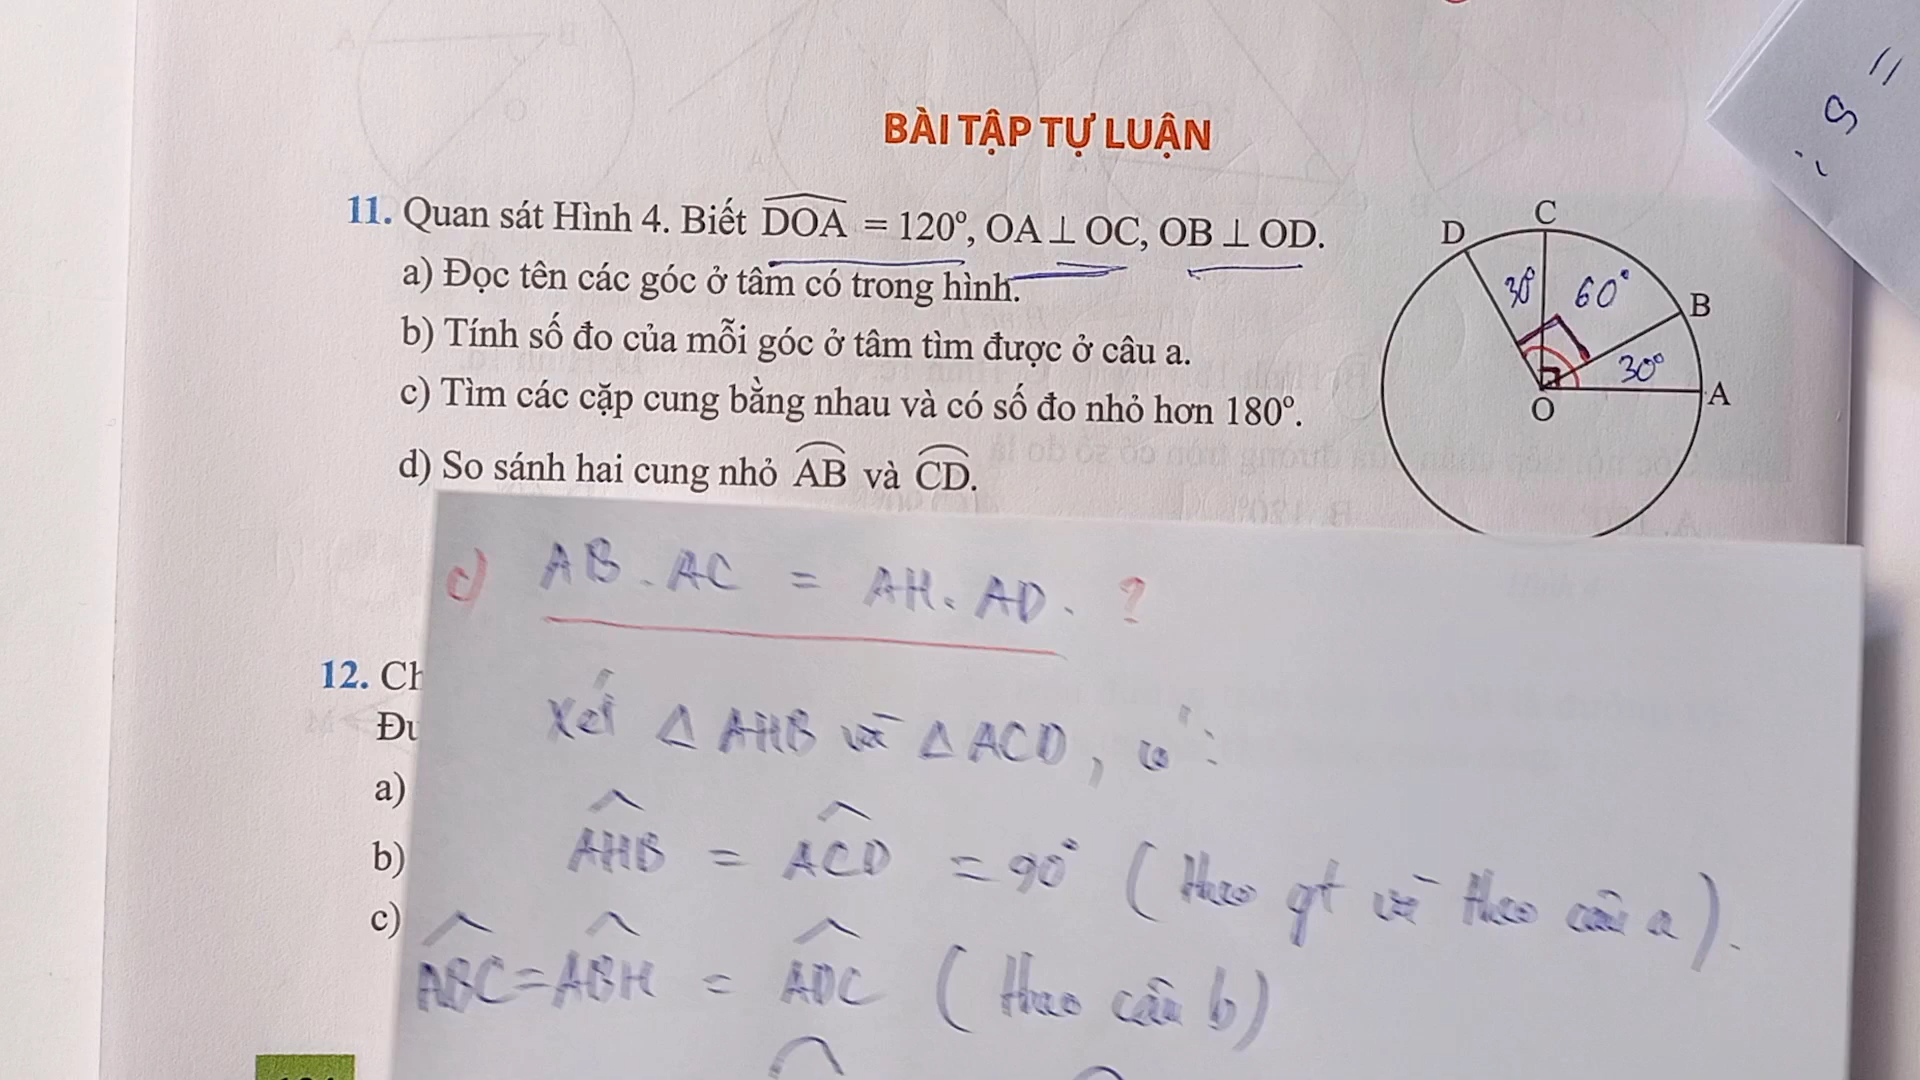 BÀI TẬP TỰ LUẬN
11. Quan sát Hình 4. Biết DOA = 120°, OA ⊥ OC, OB ⊥ OD.
a) Đọc tên các góc ở tâm có trong hình.
b) Tính số đo của mỗi góc ở tâm tìm được ở câu a.
c) Tìm các cặp cung bằng nhau và có số đo nhỏ hơn 180°.
d) So sánh hai cung nhỏ AB và CD.
D
C
B
A
O
30°
60°
30°
c) AB . AC = AH . AD . ?
Xét △ AHB và △ ACD, có :
AHB = ACD = 90° (theo gt và theo câu a).
ABC = ABH = ADC (theo câu b)
12. Ch
Đư
a)
b)
c)